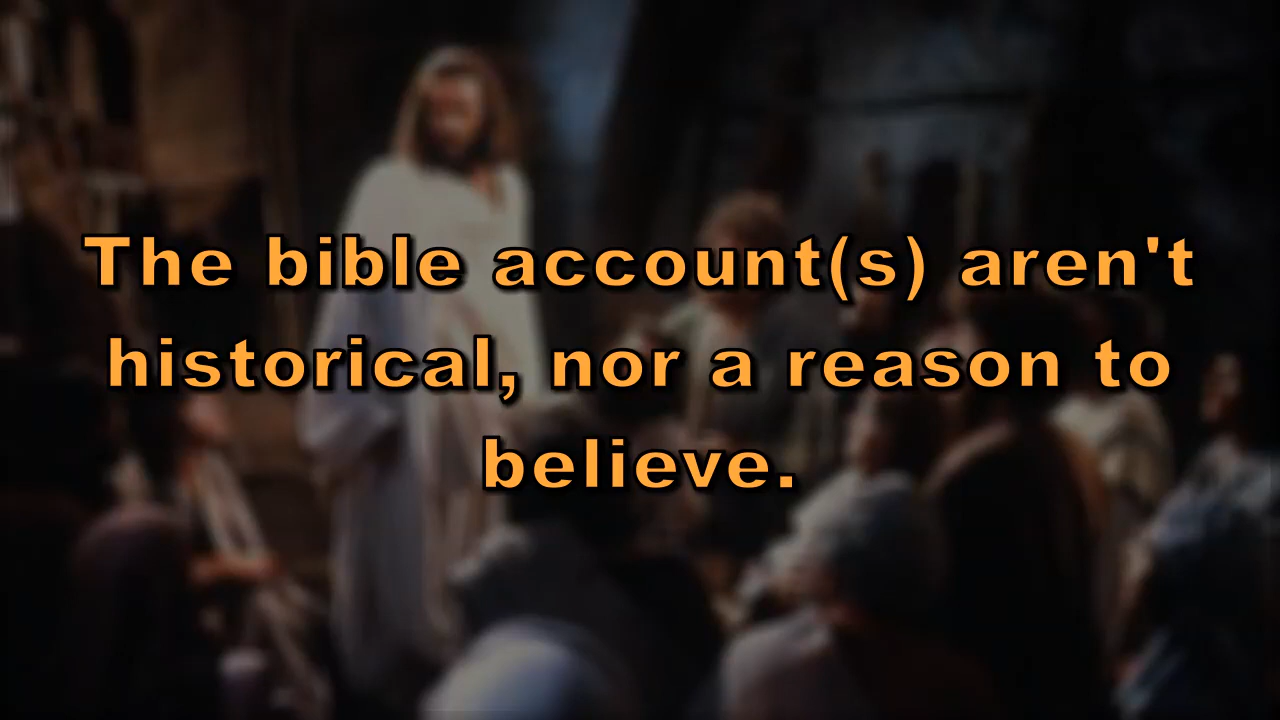 The bible account(s) aren't
historical, nor a reason to
believe.